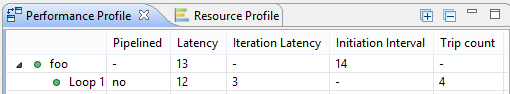 Performance Profile Resource Profile
Pipelined Latency Iteration Latency Initiation Interval Trip count
foo - 13 - 14 -
Loop 1 no 12 3 - 4